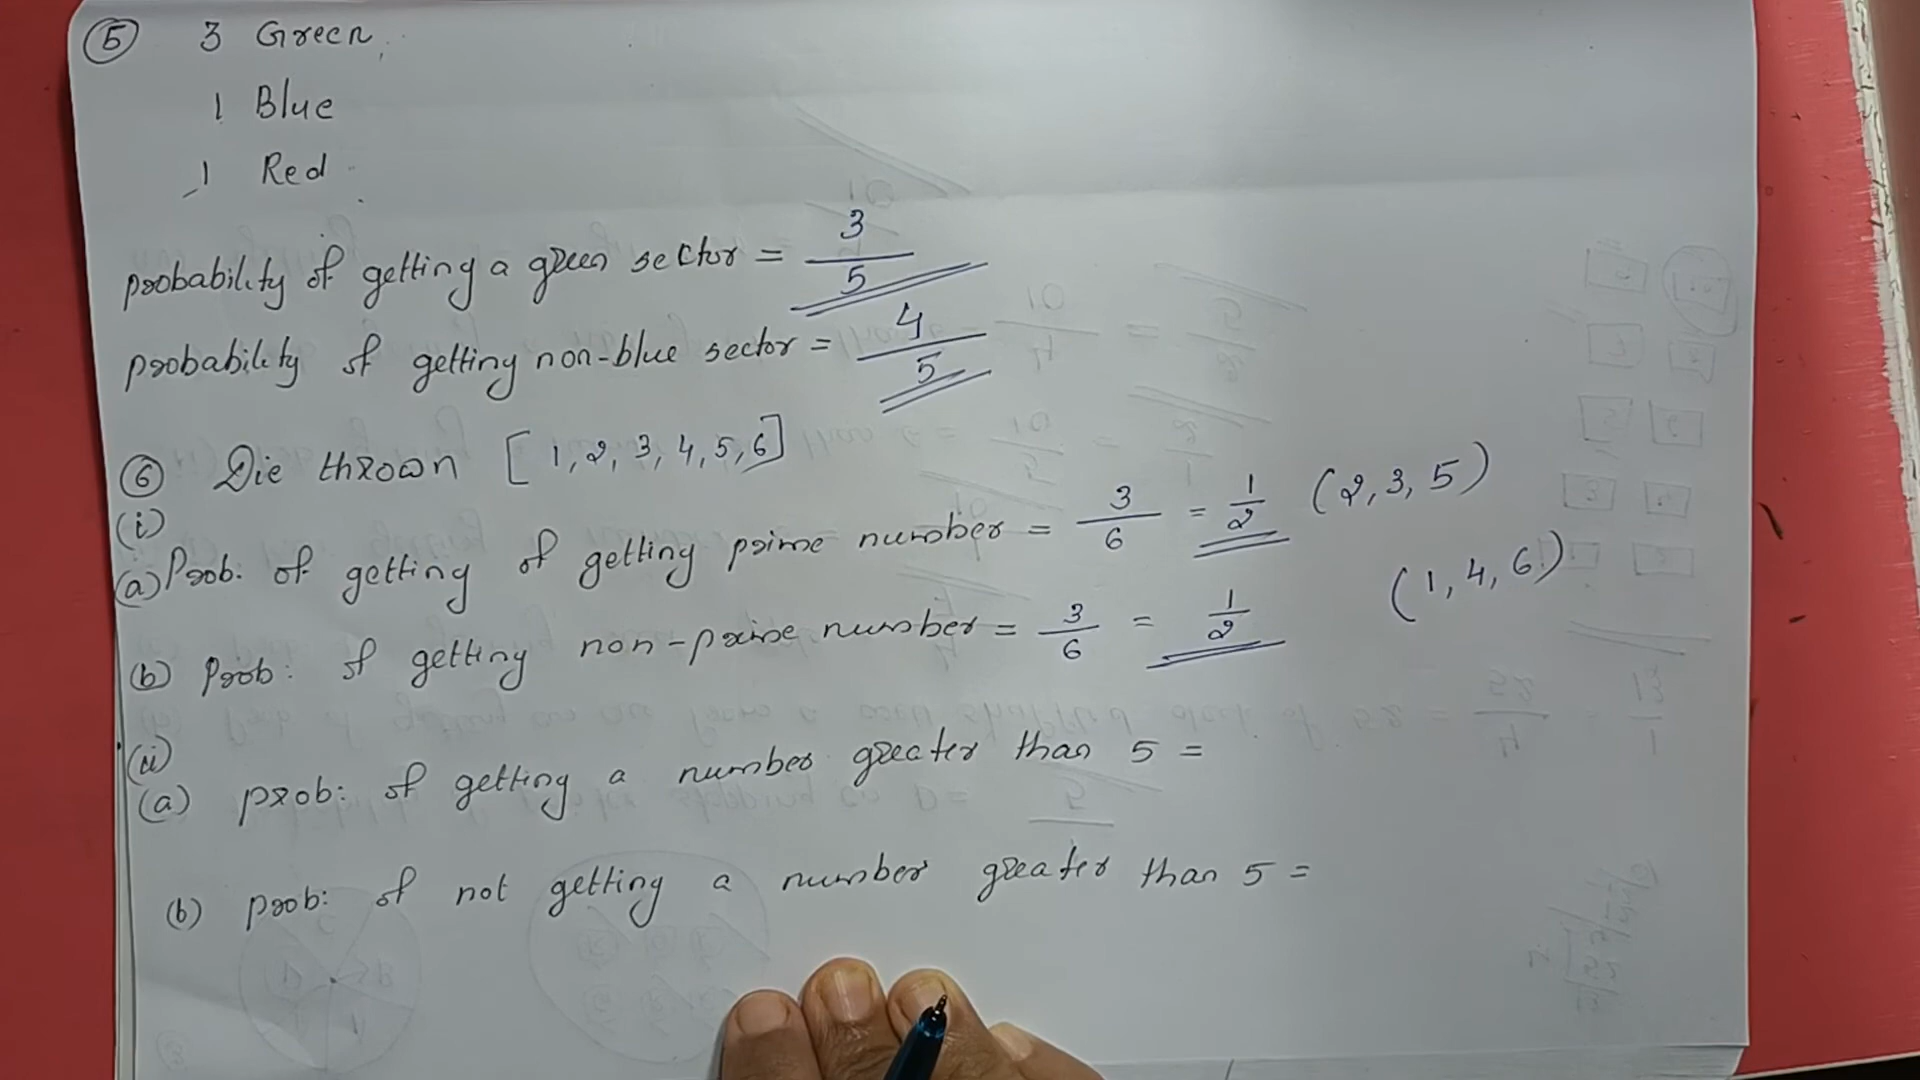 5 3 Green
1 Blue
1 Red
probability of getting a green sector = 3/5
probability of getting non-blue sector = 4/5
6 Die thrown [1, 2, 3, 4, 5, 6]
(i)
(a) Prob. of getting of getting prime number = 3/6 = 1/2 (2, 3, 5)
(b) Prob: of getting non-prime number = 3/6 = 1/2 (1, 4, 6)
(ii)
(a) prob: of getting a number greater than 5 =
(b) prob: of not getting a number greater than 5 =